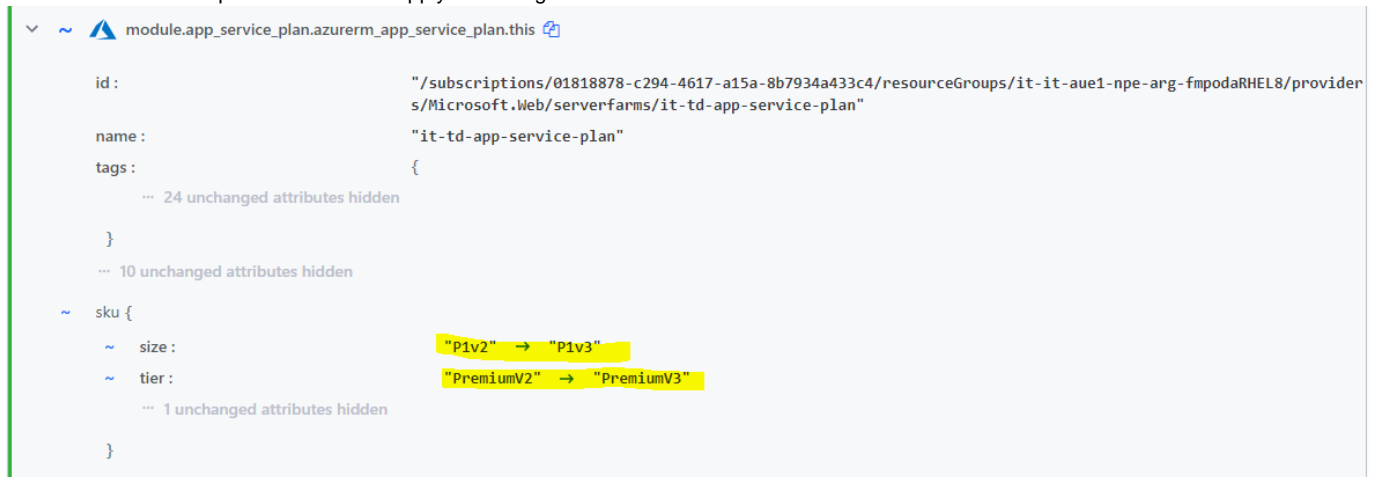 module.app_service_plan.azurerm_app_service_plan.this
id : "/subscriptions/01818878-c294-4617-a15a-8b7934a433c4/resourceGroups/it-it-aue1-npe-arg-fmpodaRHEL8/provider
s/Microsoft.Web/serverfarms/it-td-app-service-plan"
name : "it-td-app-service-plan"
tags : {
··· 24 unchanged attributes hidden
}
··· 10 unchanged attributes hidden
~ sku {
~ size : "P1v2" → "P1v3"
~ tier : "PremiumV2" → "PremiumV3"
··· 1 unchanged attributes hidden
}